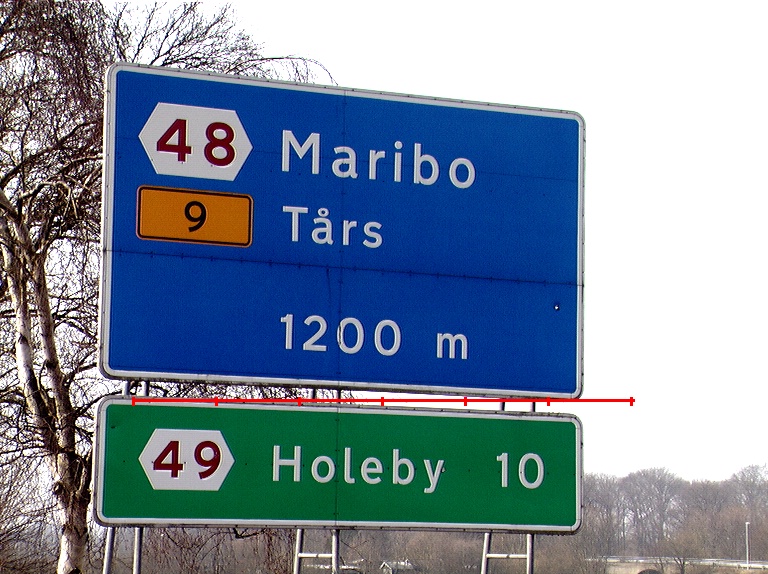 48 Maribo
9 Tårs
1200 m
49 Holeby 10